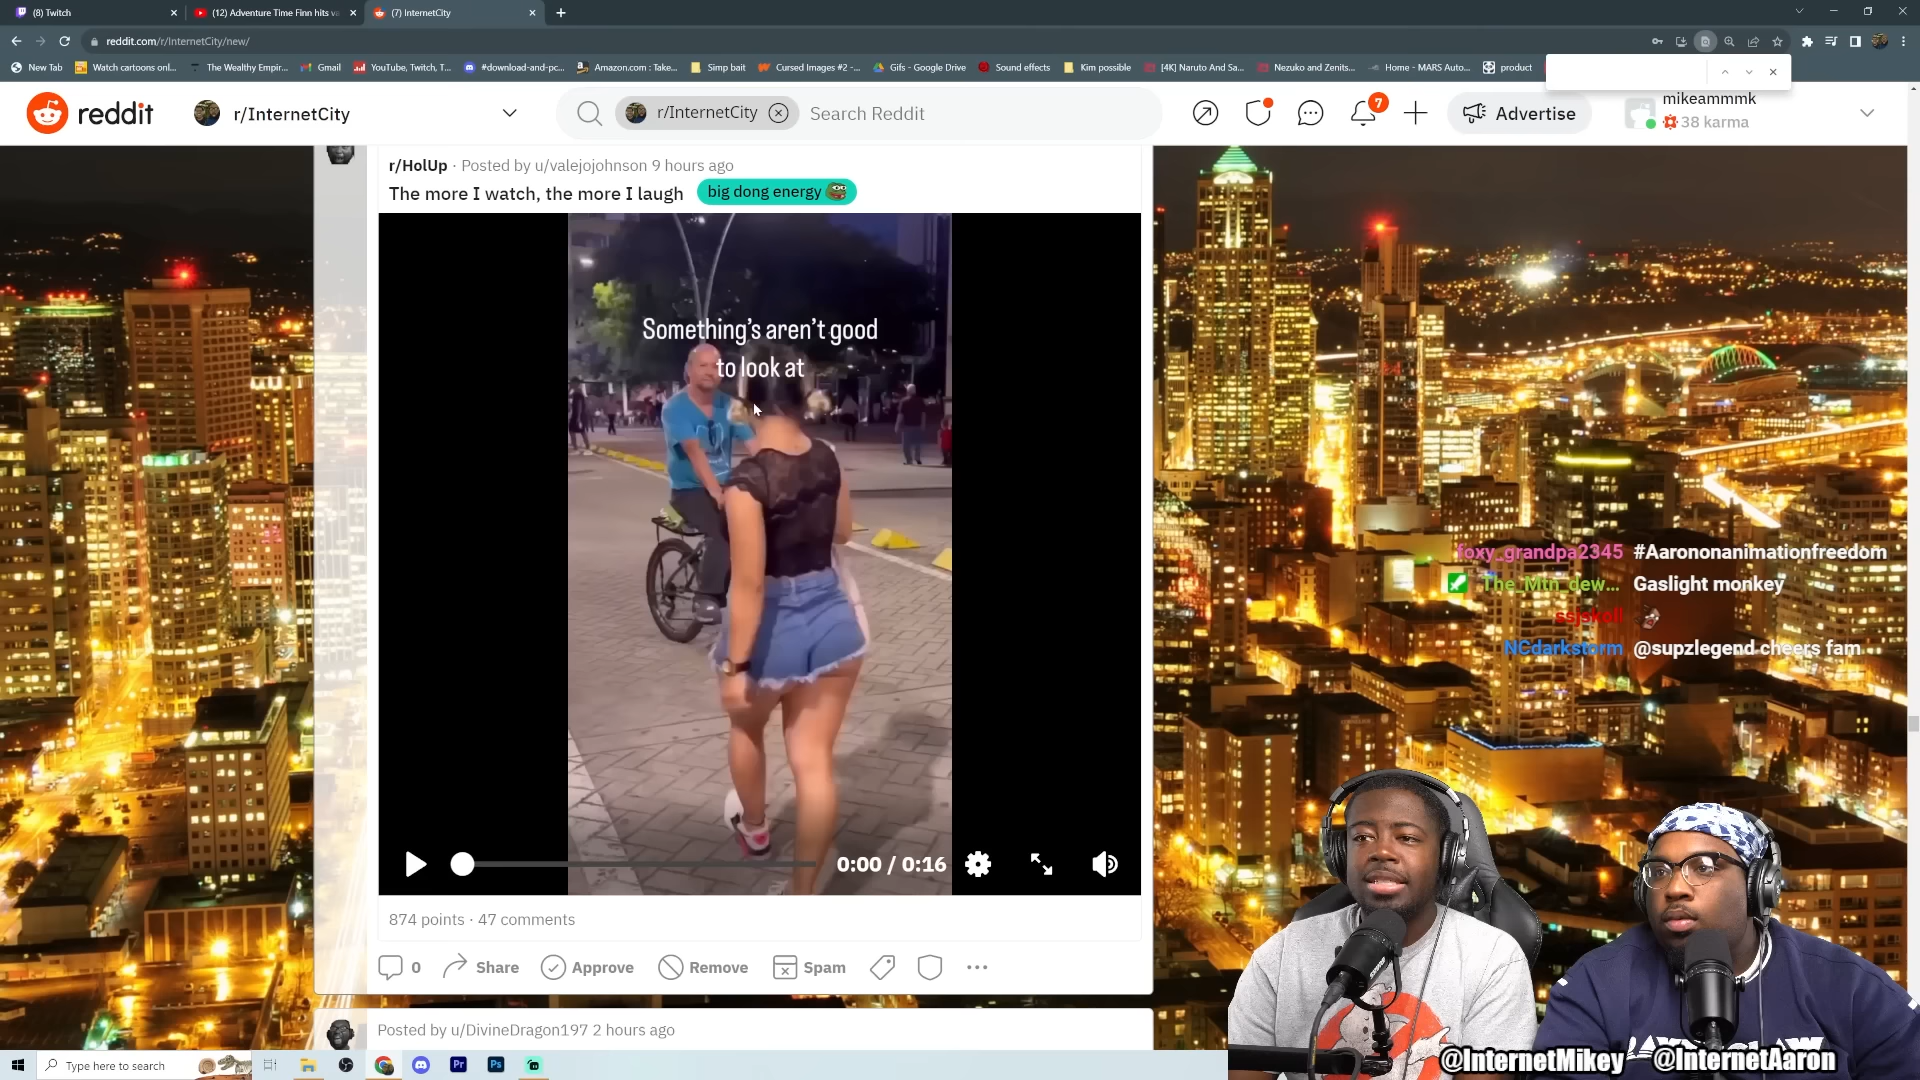 (8) Twitch
(12) Adventure Time Finn hits v
(7) InternetCity
reddit.com/r/InternetCity/new/
New Tab
Watch cartoons onl...
The Wealthy Empir...
Gmail
YouTube, Twitch, T...
#download-and-pc...
Amazon.com : Take...
Simp bait
Cursed Images #2 -...
Gifs - Google Drive
Sound effects
Kim possible
[4K] Naruto And Sa...
Nezuko and Zenits...
Home - MARS Auto...
product
reddit
r/InternetCity
r/InternetCity
Search Reddit
7
Advertise
mikeammmk
38 karma
r/HolUp · Posted by u/valejojohnson 9 hours ago
The more I watch, the more I laugh
big dong energy
Something's aren't good
to look at
0:00 / 0:16
874 points · 47 comments
0
Share
Approve
Remove
Spam
Posted by u/DivineDragon197 2 hours ago
foxy_grandpa2345 #Aarononanimationfreedom
The_Mtn_dew... Gaslight monkey
ssjskoll
NCdarkstorm @supzlegend cheers fam
Type here to search
Pr
Ps
@InternetMikey
@InternetAaron